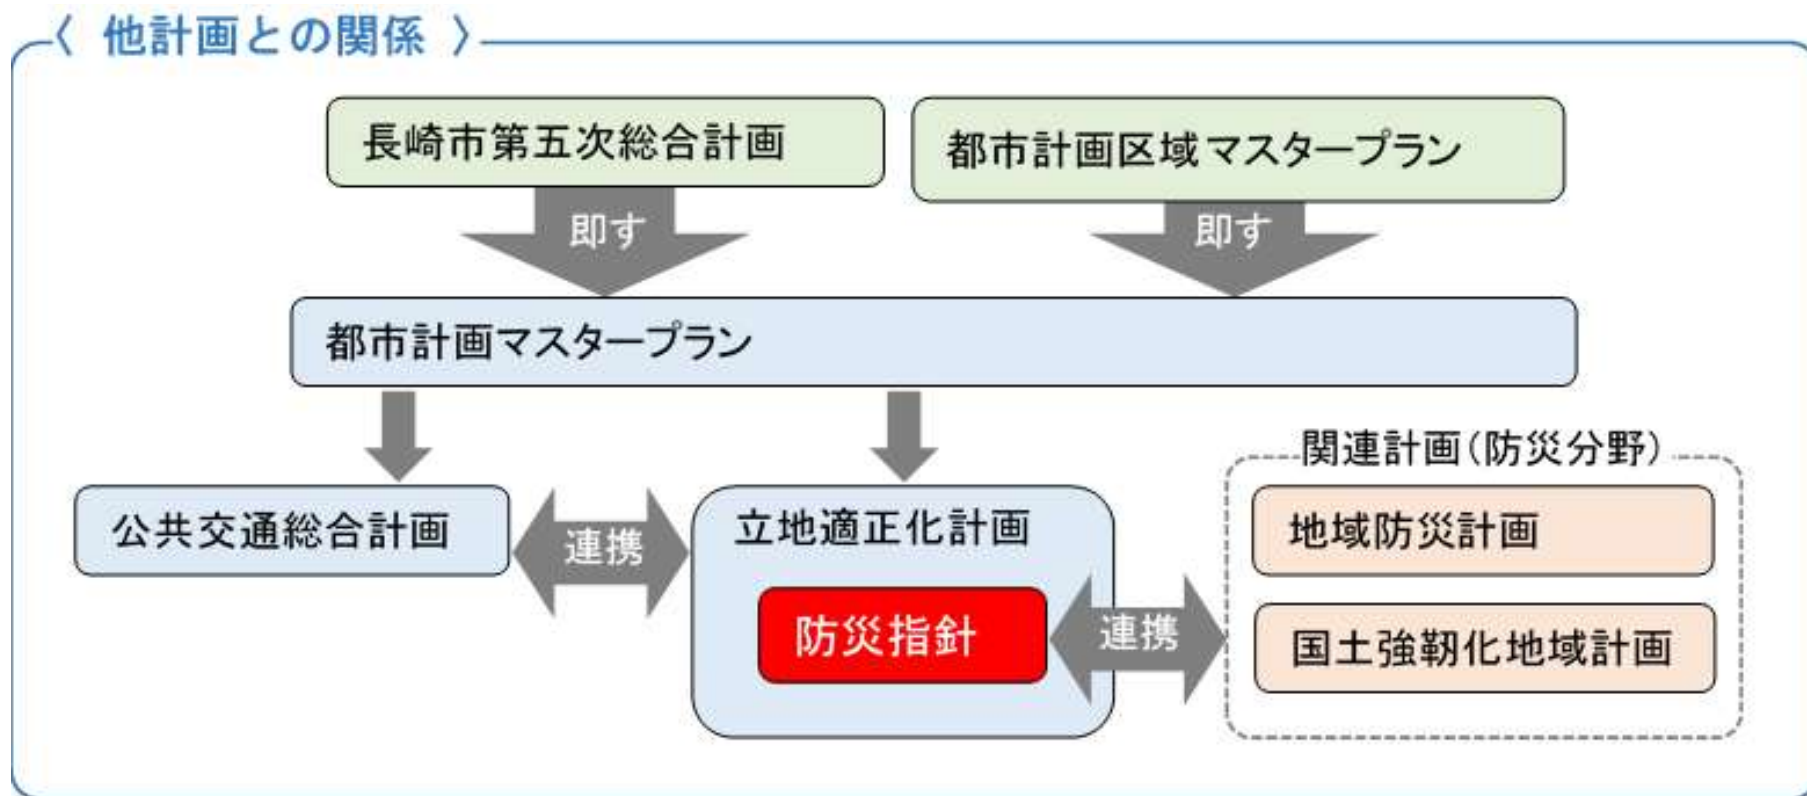 〈 他計画との関係 〉
長崎市第五次総合計画
都市計画区域マスタープラン
即す
即す
都市計画マスタープラン
関連計画(防災分野)
公共交通総合計画
連携
立地適正化計画
地域防災計画
防災指針
連携
国土強靱化地域計画